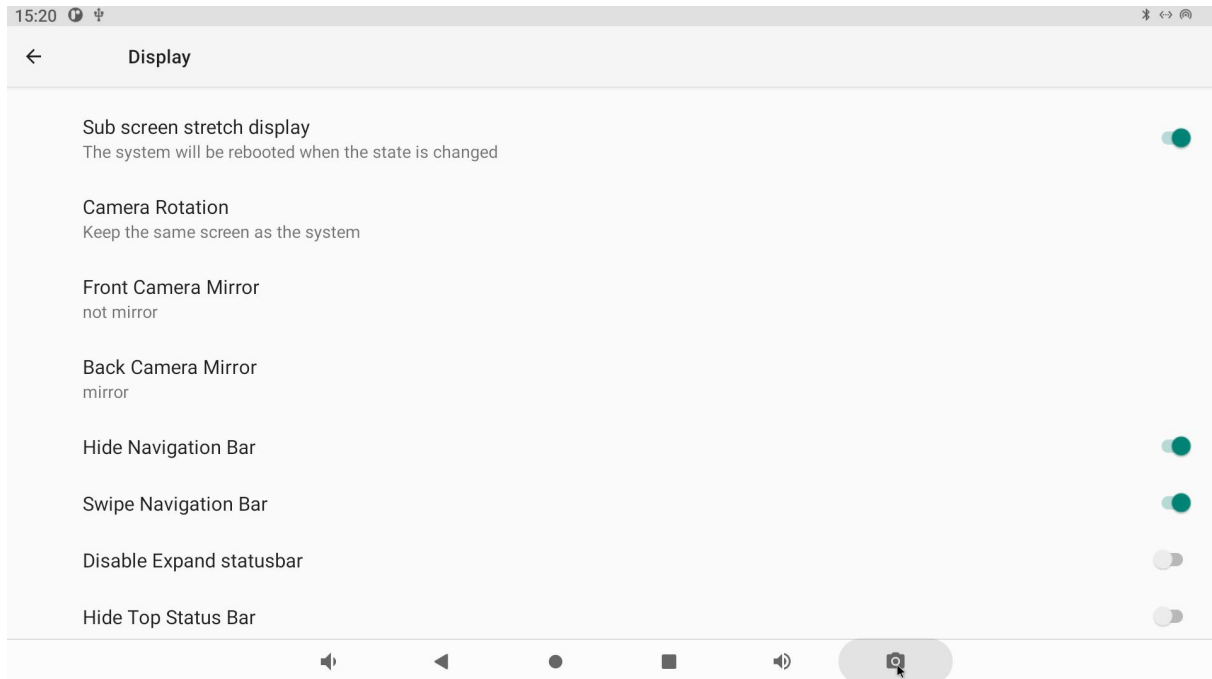 15:20
Display
Sub screen stretch display
The system will be rebooted when the state is changed
Camera Rotation
Keep the same screen as the system
Front Camera Mirror
not mirror
Back Camera Mirror
mirror
Hide Navigation Bar
Swipe Navigation Bar
Disable Expand statusbar
Hide Top Status Bar